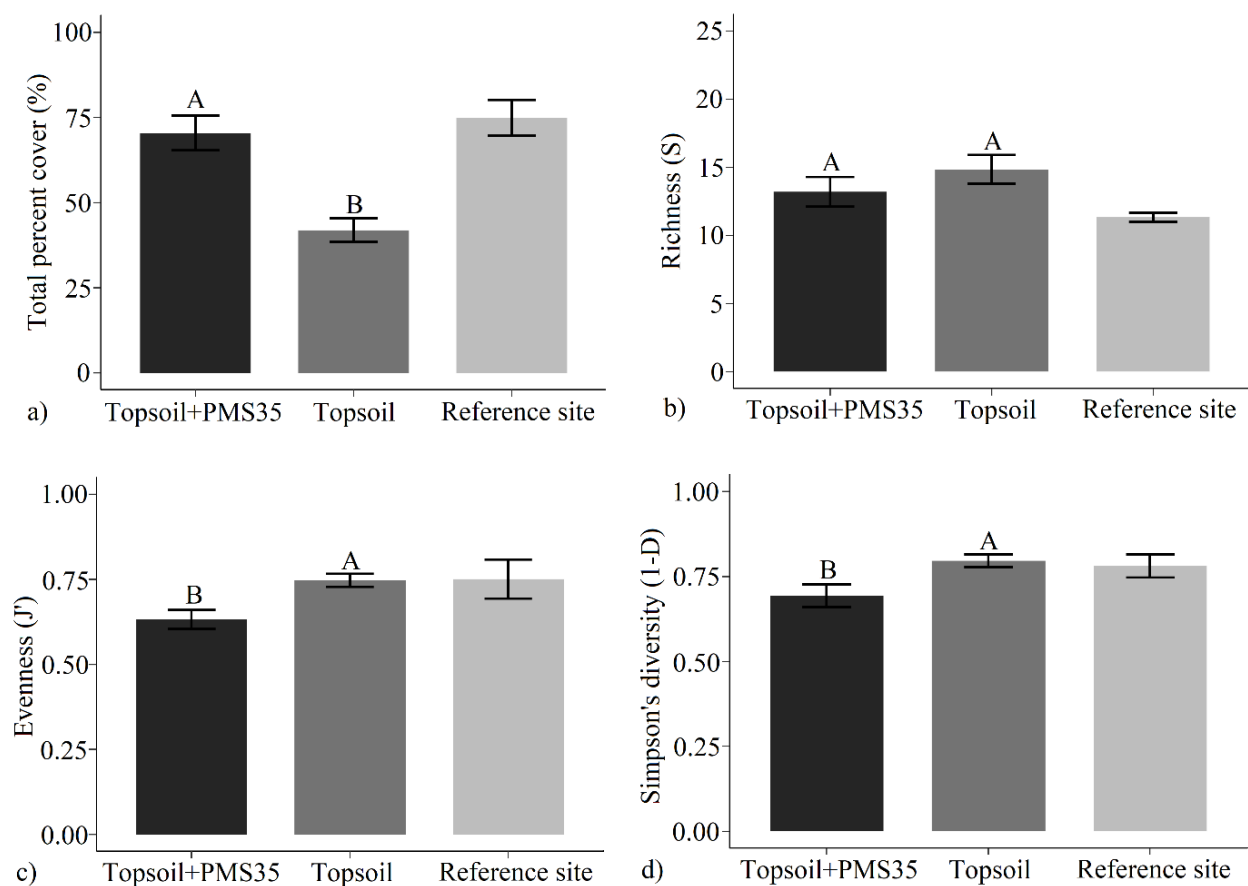 Total percent cover (%)
100
75
50
25
0
A
B
Topsoil+PMS35 Topsoil Reference site
a)
Richness (S)
25
20
15
10
5
0
A
A
Topsoil+PMS35 Topsoil Reference site
b)
Evenness (J')
1.00
0.75
0.50
0.25
0.00
B
A
Topsoil+PMS35 Topsoil Reference site
c)
Simpson's diversity (1-D)
1.00
0.75
0.50
0.25
0.00
B
A
Topsoil+PMS35 Topsoil Reference site
d)